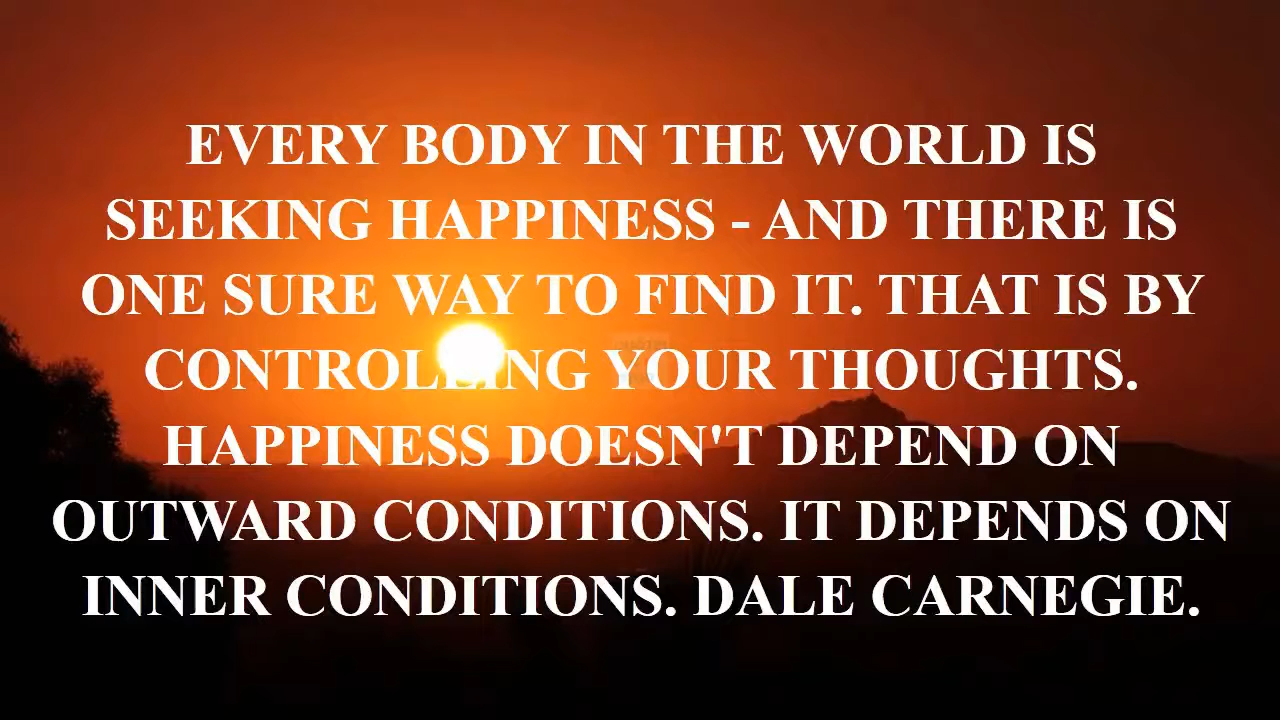 EVERY BODY IN THE WORLD IS
SEEKING HAPPINESS - AND THERE IS
ONE SURE WAY TO FIND IT. THAT IS BY
CONTROLLING YOUR THOUGHTS.
HAPPINESS DOESN'T DEPEND ON
OUTWARD CONDITIONS. IT DEPENDS ON
INNER CONDITIONS. DALE CARNEGIE.